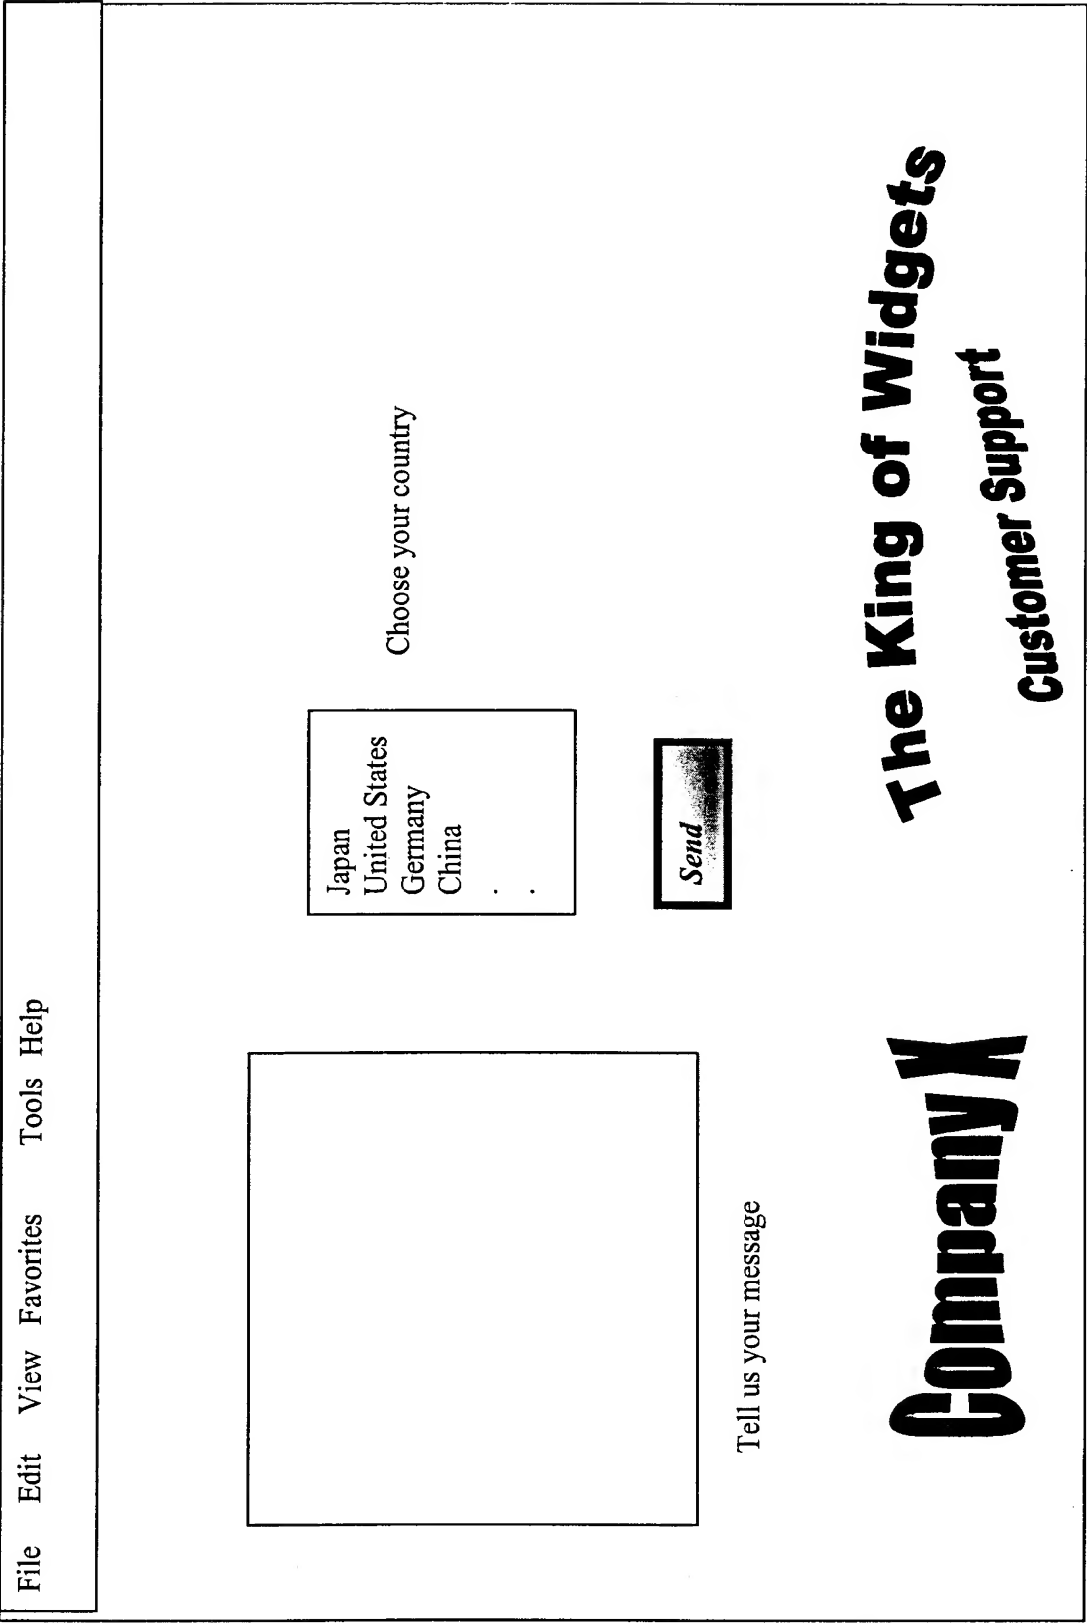 File Edit View Favorites Tools Help
Japan
United States
Germany
China
.
.
Choose your country
Send
Tell us your message
Company X
The King of Widgets
Customer Support